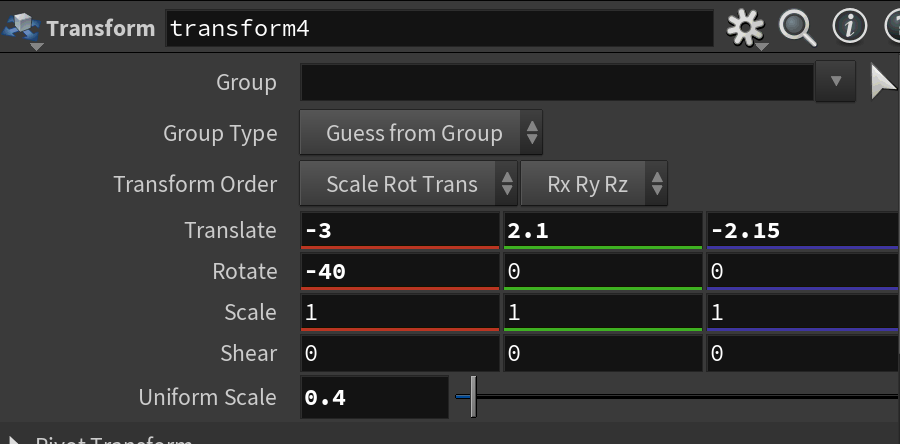 Transform transform4
Group
Group Type Guess from Group
Transform Order Scale Rot Trans Rx Ry Rz
Translate -3 2.1 -2.15
Rotate -40 0 0
Scale 1 1 1
Shear 0 0 0
Uniform Scale 0.4
Pivot Transform